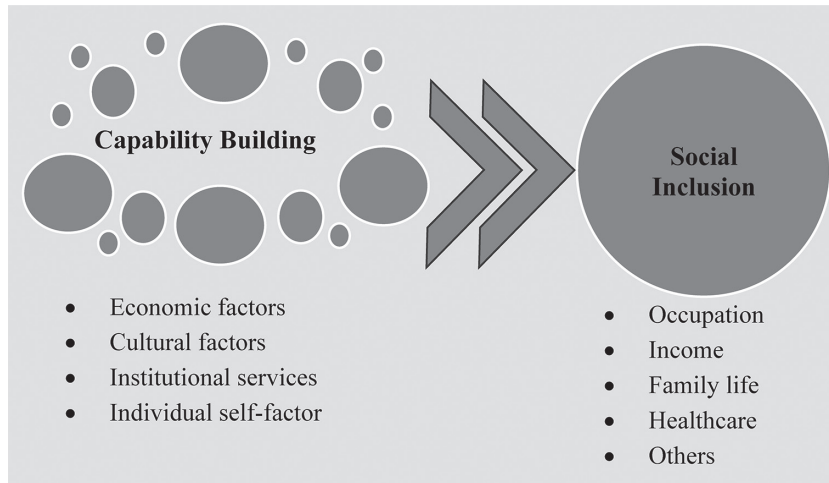 Capability Building
Social
Inclusion
• Economic factors
• Cultural factors
• Institutional services
• Individual self-factor
• Occupation
• Income
• Family life
• Healthcare
• Others